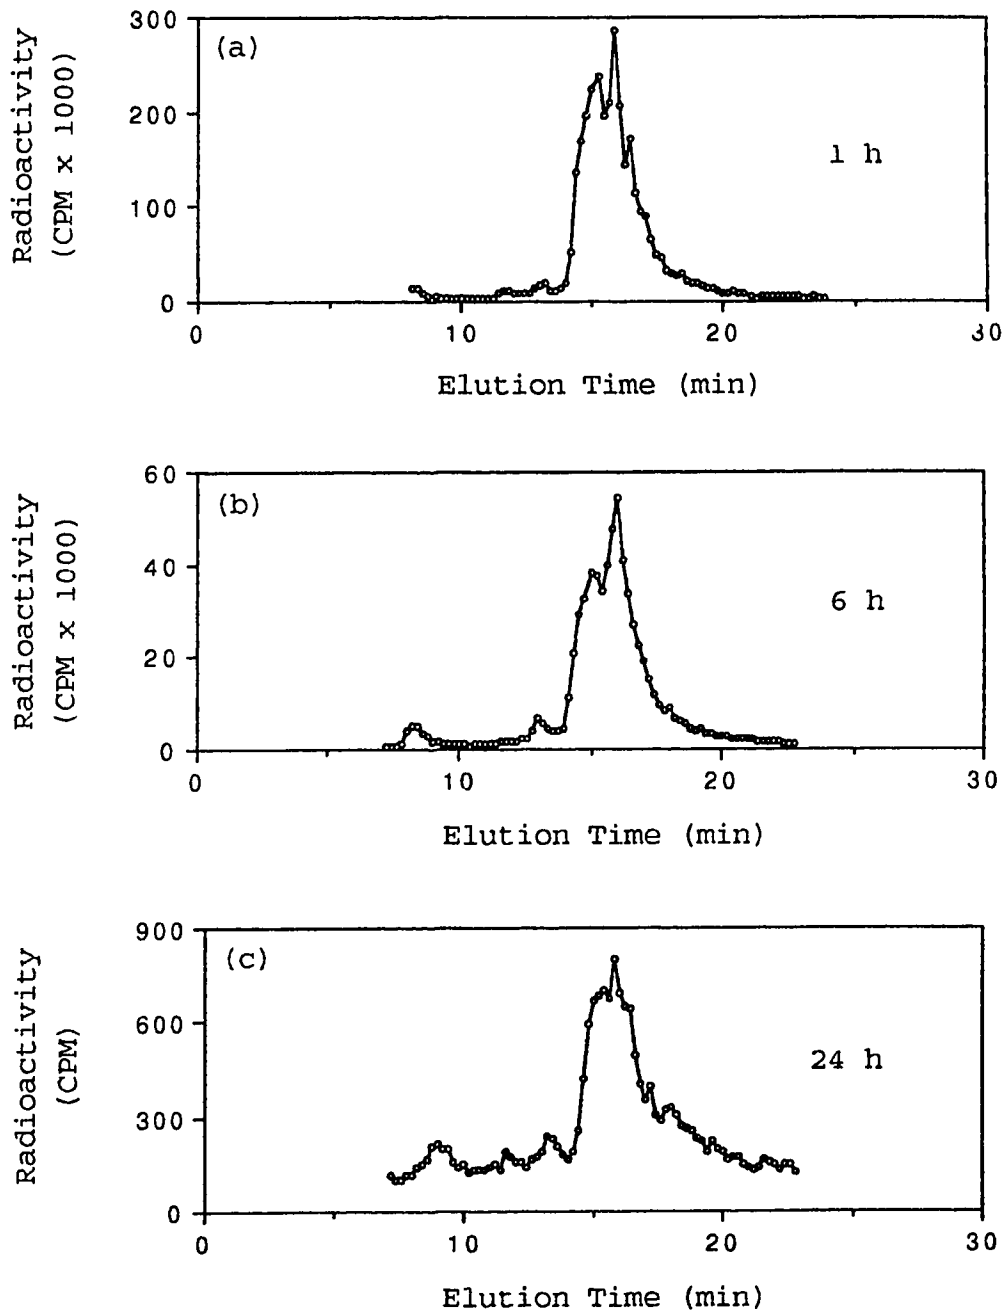 (a)
Radioactivity
(CPM x 1000)
300
200
100
0
1 h
0 10 20 30
Elution Time (min)
(b)
Radioactivity
(CPM x 1000)
60
40
20
0
6 h
0 10 20 30
Elution Time (min)
(c)
Radioactivity
(CPM)
900
600
300
0
24 h
0 10 20 30
Elution Time (min)